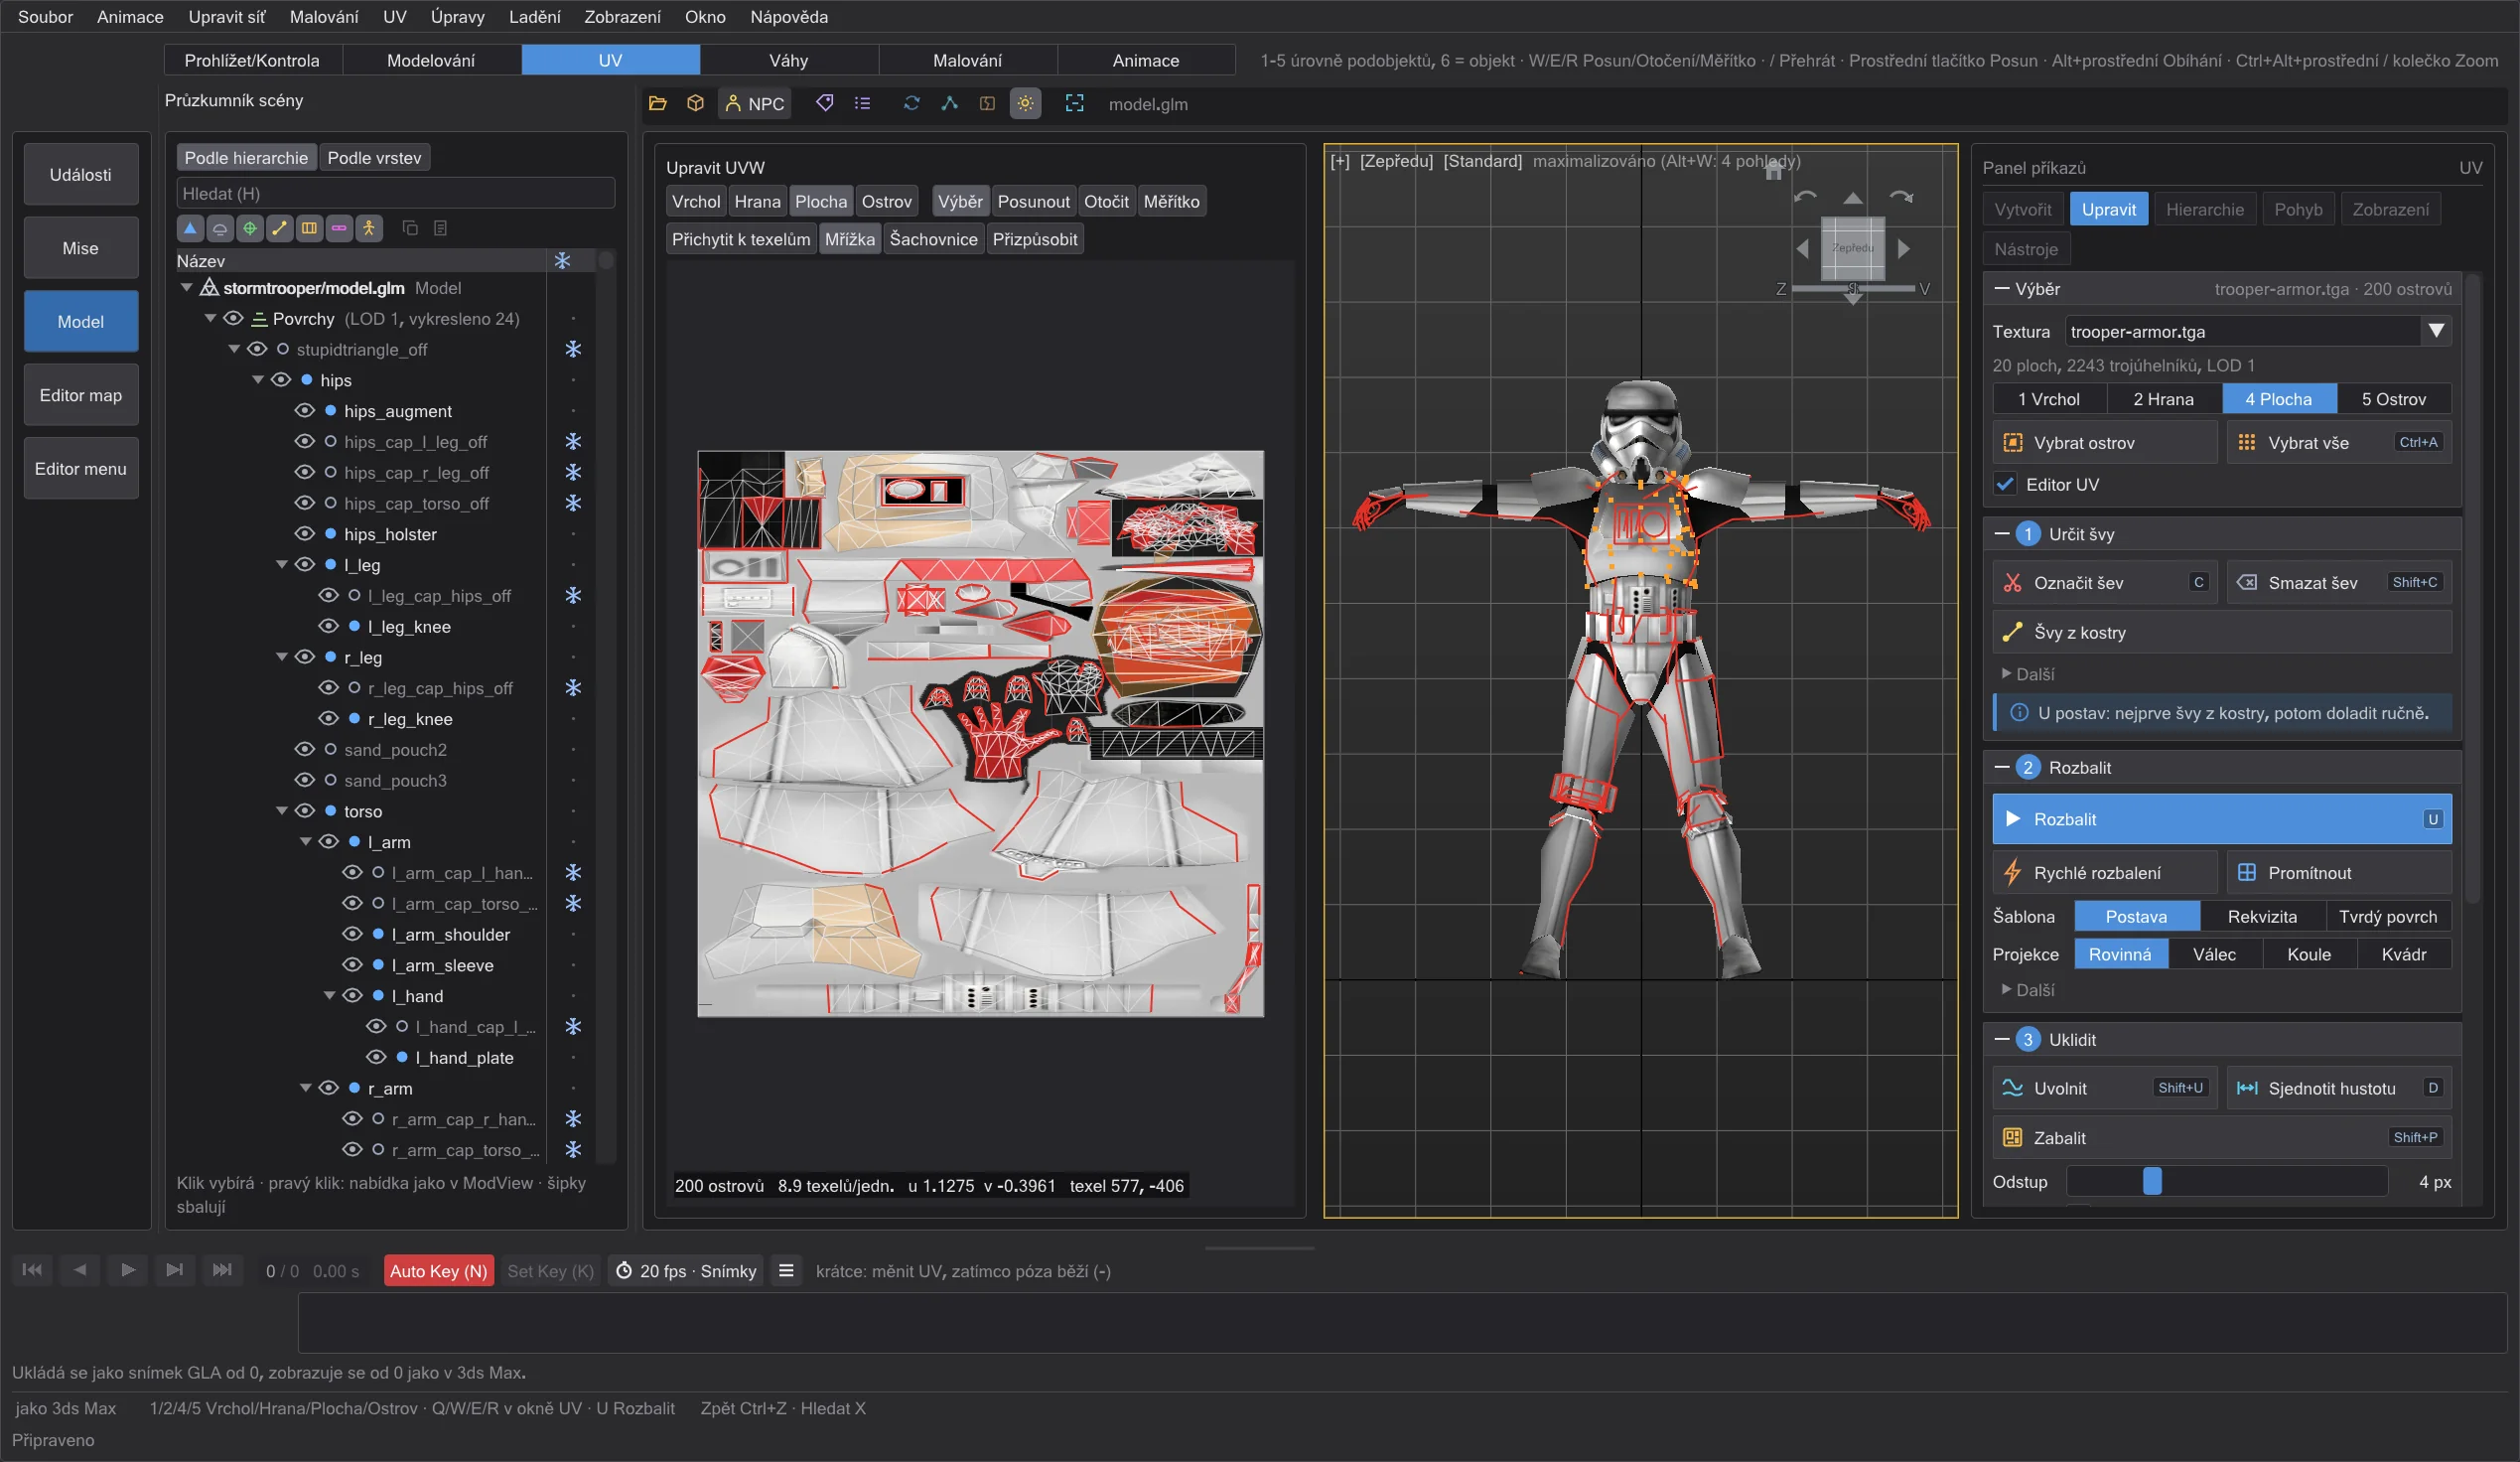 Soubor Animace Upravit síť Malování UV Úpravy Ladění Zobrazení Okno Nápověda
Prohlížet/Kontrola Modelování UV Váhy Malování Animace
1-5 úrovně podobjektů, 6 = objekt · W/E/R Posun/Otočení/Měřítko · / Přehrát · Prostřední tlačítko Posun · Alt+prostřední Obíhání · Ctrl+Alt+prostřední / kolečko Zoom
Průzkumník scény
NPC
model.glm
Události
Mise
Model
Editor map
Editor menu
Podle hierarchie Podle vrstev
Hledat (H)
Název
stormtrooper/model.glm Model
Povrchy (LOD 1, vykresleno 24)
stupidtriangle_off
hips
hips_augment
hips_cap_l_leg_off
hips_cap_r_leg_off
hips_cap_torso_off
hips_holster
l_leg
l_leg_cap_hips_off
l_leg_knee
r_leg
r_leg_cap_hips_off
r_leg_knee
sand_pouch2
sand_pouch3
torso
l_arm
l_arm_cap_l_han...
l_arm_cap_torso_...
l_arm_shoulder
l_arm_sleeve
l_hand
l_hand_cap_l_...
l_hand_plate
r_arm
r_arm_cap_r_han...
r_arm_cap_torso_...
Klik vybírá · pravý klik: nabídka jako v ModView · šipky
sbalují
Upravit UVW
Vrchol Hrana Plocha Ostrov Výběr Posunout Otočit Měřítko
Přichytit k texelům Mřížka Šachovnice Přizpůsobit
200 ostrovů 8.9 texelů/jedn. u 1.1275 v -0.3961 texel 577, -406
[+] [Zepředu] [Standard] maximalizováno (Alt+W: 4 pohledy)
Zepředu
Z S V
Panel příkazů UV
Vytvořit Upravit Hierarchie Pohyb Zobrazení
Nástroje
Výběr trooper-armor.tga · 200 ostrovů
Textura trooper-armor.tga
20 ploch, 2243 trojúhelníků, LOD 1
1 Vrchol 2 Hrana 4 Plocha 5 Ostrov
Vybrat ostrov Vybrat vše Ctrl+A
Editor UV
1 Určit švy
Označit šev C Smazat šev Shift+C
Švy z kostry
Další
U postav: nejprve švy z kostry, potom doladit ručně.
2 Rozbalit
Rozbalit U
Rychlé rozbalení Promítnout
Šablona Postava Rekvizita Tvrdý povrch
Projekce Rovinná Válec Koule Kvádr
Další
3 Uklidit
Uvolnit Shift+U Sjednotit hustotu D
Zabalit Shift+P
Odstup 4 px
0 / 0 0.00 s Auto Key (N) Set Key (K) 20 fps · Snímky krátce: měnit UV, zatímco póza běží (-)
Ukládá se jako snímek GLA od 0, zobrazuje se od 0 jako v 3ds Max.
jako 3ds Max 1/2/4/5 Vrchol/Hrana/Plocha/Ostrov · Q/W/E/R v okně UV · U Rozbalit Zpět Ctrl+Z · Hledat X
Připraveno